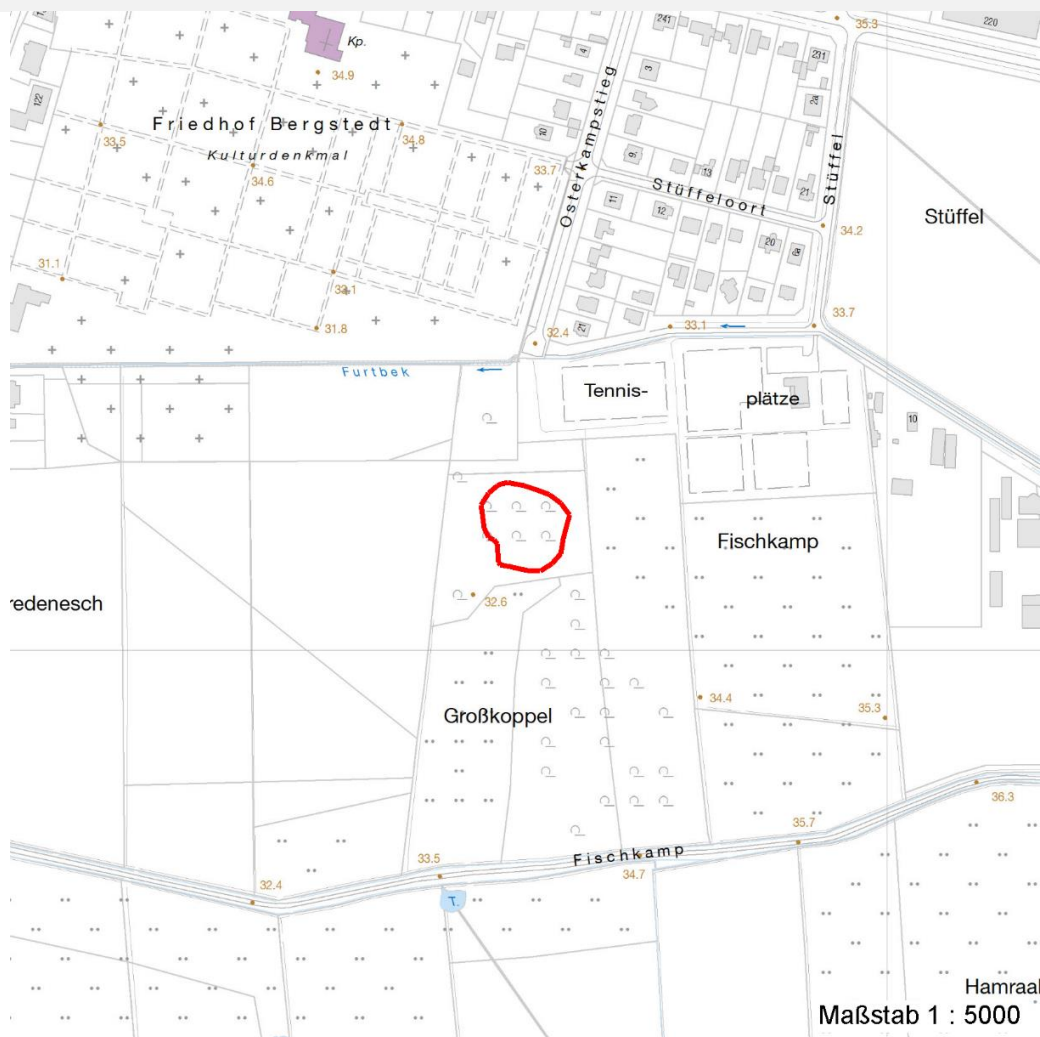 35.3
220
241
4
Kp.
231
3
34.9
122
2a
Friedhof Bergstedt
34.8
33.5
10
Kulturdenkmal
9
13
33.7
34.6
Osterkampstieg
Stüffeloort
Stüffel
21
11
12
Stüffel
34.2
20
6a
31.1
33.1
31.8
21
32.4
33.1
33.7
Furtbek
Tennis-
plätze
10
Fischkamp
redenesch
32.6
34.4
35.3
Großkoppel
36.3
35.7
Fischkamp
33.5
34.7
32.4
T.
Hamraal
Maßstab 1 : 5000